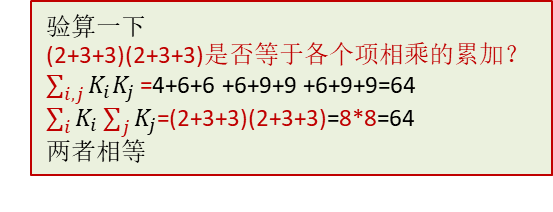 验算一下
(2+3+3)(2+3+3)是否等于各个项相乘的累加？
∑i,j KiKj =4+6+6 +6+9+9 +6+9+9=64
∑i Ki ∑j Kj=(2+3+3)(2+3+3)=8*8=64
两者相等